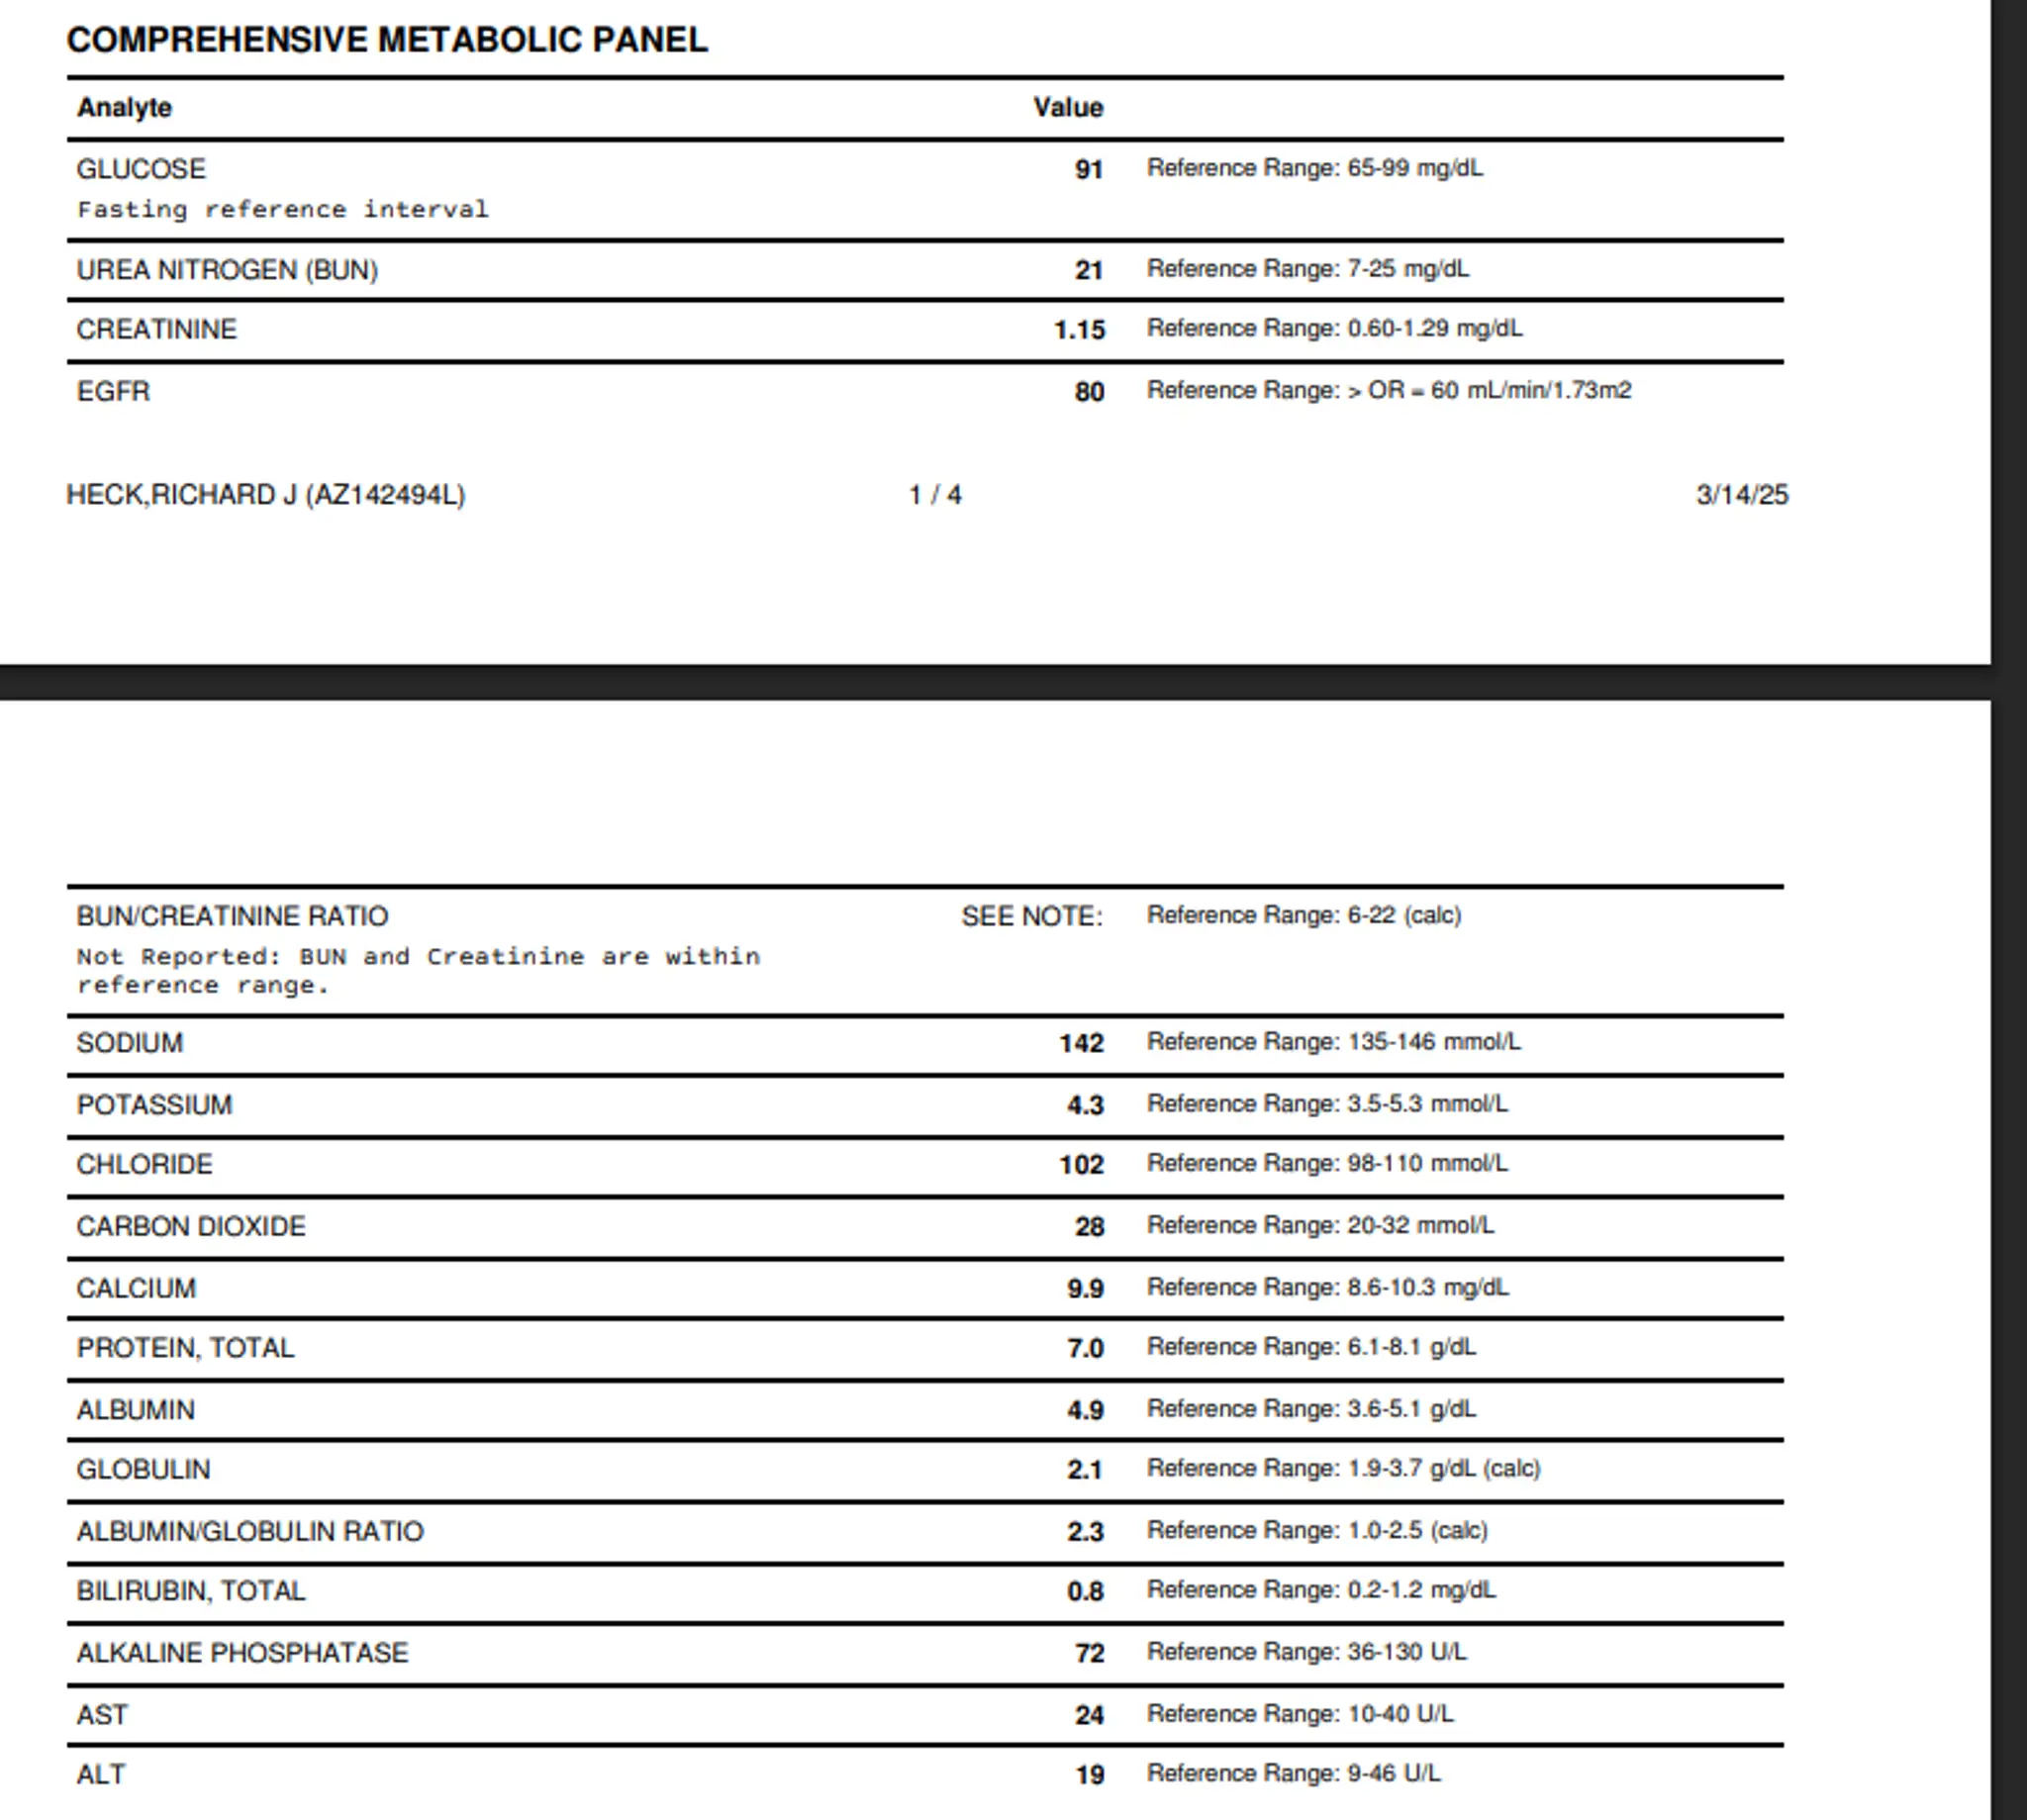 COMPREHENSIVE METABOLIC PANEL
Analyte Value
GLUCOSE 91 Reference Range: 65-99 mg/dL
Fasting reference interval
UREA NITROGEN (BUN) 21 Reference Range: 7-25 mg/dL
CREATININE 1.15 Reference Range: 0.60-1.29 mg/dL
EGFR 80 Reference Range: > OR = 60 mL/min/1.73m2
HECK,RICHARD J (AZ142494L) 1 / 4 3/14/25
BUN/CREATININE RATIO SEE NOTE: Reference Range: 6-22 (calc)
Not Reported: BUN and Creatinine are within
reference range.
SODIUM 142 Reference Range: 135-146 mmol/L
POTASSIUM 4.3 Reference Range: 3.5-5.3 mmol/L
CHLORIDE 102 Reference Range: 98-110 mmol/L
CARBON DIOXIDE 28 Reference Range: 20-32 mmol/L
CALCIUM 9.9 Reference Range: 8.6-10.3 mg/dL
PROTEIN, TOTAL 7.0 Reference Range: 6.1-8.1 g/dL
ALBUMIN 4.9 Reference Range: 3.6-5.1 g/dL
GLOBULIN 2.1 Reference Range: 1.9-3.7 g/dL (calc)
ALBUMIN/GLOBULIN RATIO 2.3 Reference Range: 1.0-2.5 (calc)
BILIRUBIN, TOTAL 0.8 Reference Range: 0.2-1.2 mg/dL
ALKALINE PHOSPHATASE 72 Reference Range: 36-130 U/L
AST 24 Reference Range: 10-40 U/L
ALT 19 Reference Range: 9-46 U/L